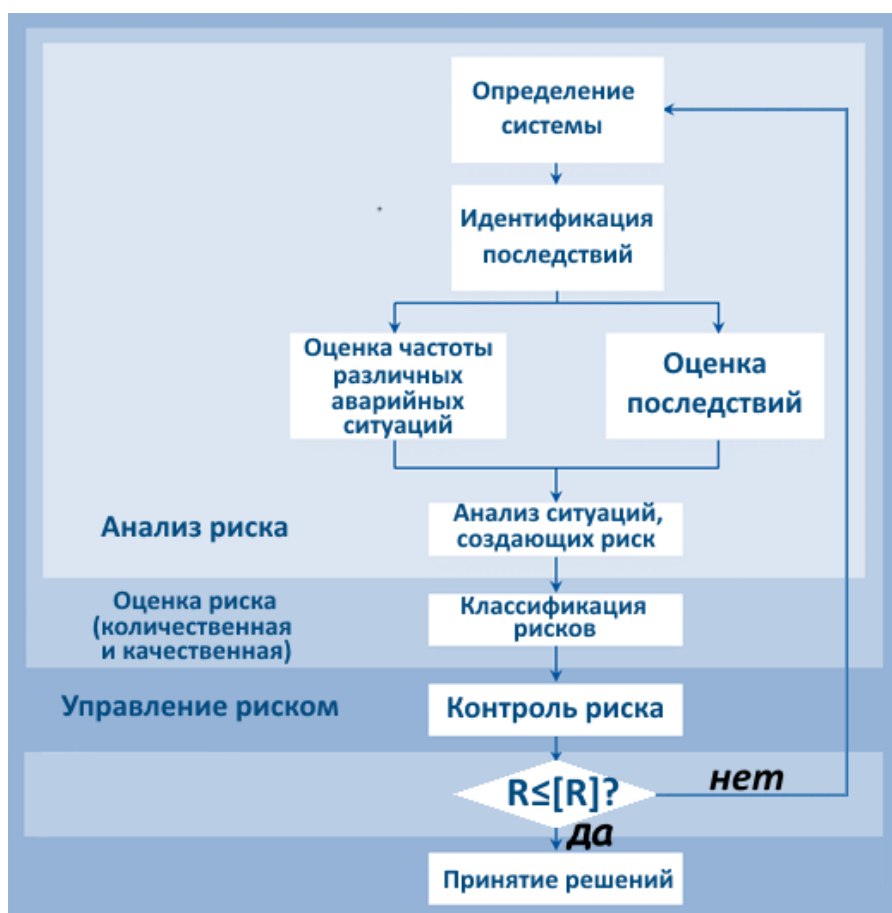 Определение
системы
Идентификация
последствий
Оценка частоты
различных
аварийных
ситуаций
Оценка
последствий
Анализ риска
Анализ ситуаций,
создающих риск
Оценка риска
(количественная
и качественная)
Классификация
рисков
Управление риском
Контроль риска
R≤[R]?
нет
да
Принятие решений